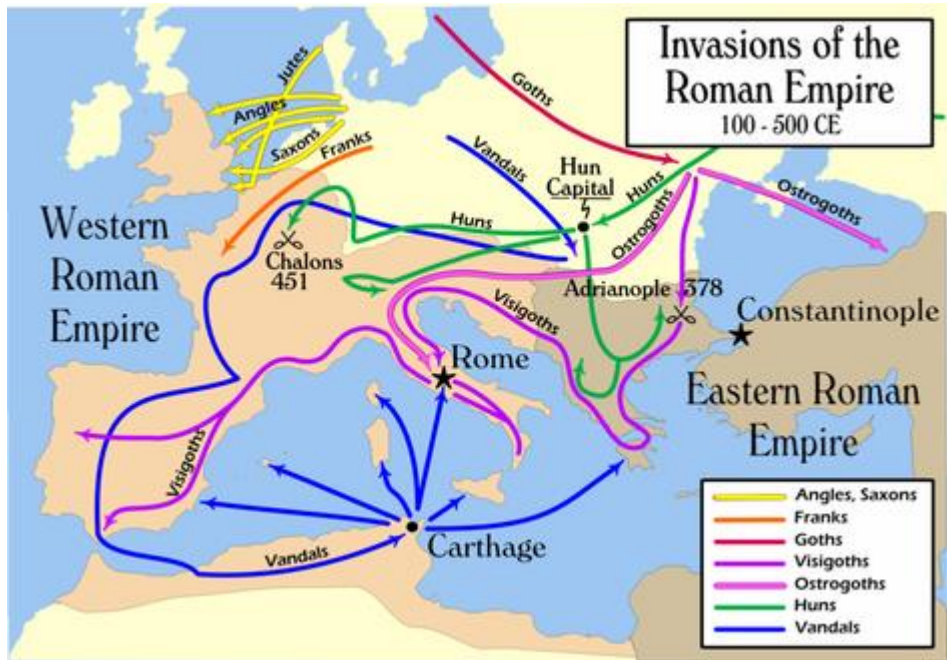 Invasions of the
Roman Empire
100 - 500 CE
Jutes
Angles
Saxons
Franks
Goths
Vandals
Hun
Capital
Huns
Ostrogoths
Huns
Ostrogoths
Western
Roman
Empire
Chalons
451
Adrianople 378
Visigoths
Constantinople
Rome
Eastern Roman
Empire
Visigoths
Carthage
Vandals
Angles, Saxons
Franks
Goths
Visigoths
Ostrogoths
Huns
Vandals